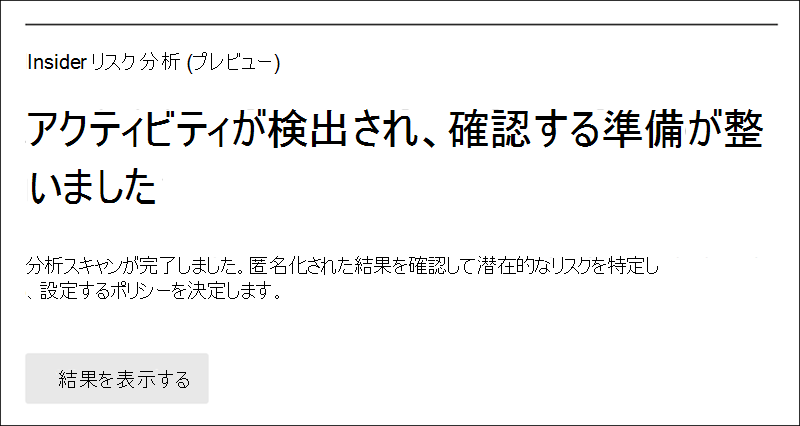 Insider リスク分析 (プレビュー)
アクティビティが検出され、確認する準備が整
いました
分析スキャンが完了しました。匿名化された結果を確認して潜在的なリスクを特定し
、設定するポリシーを決定します。
結果を表示する